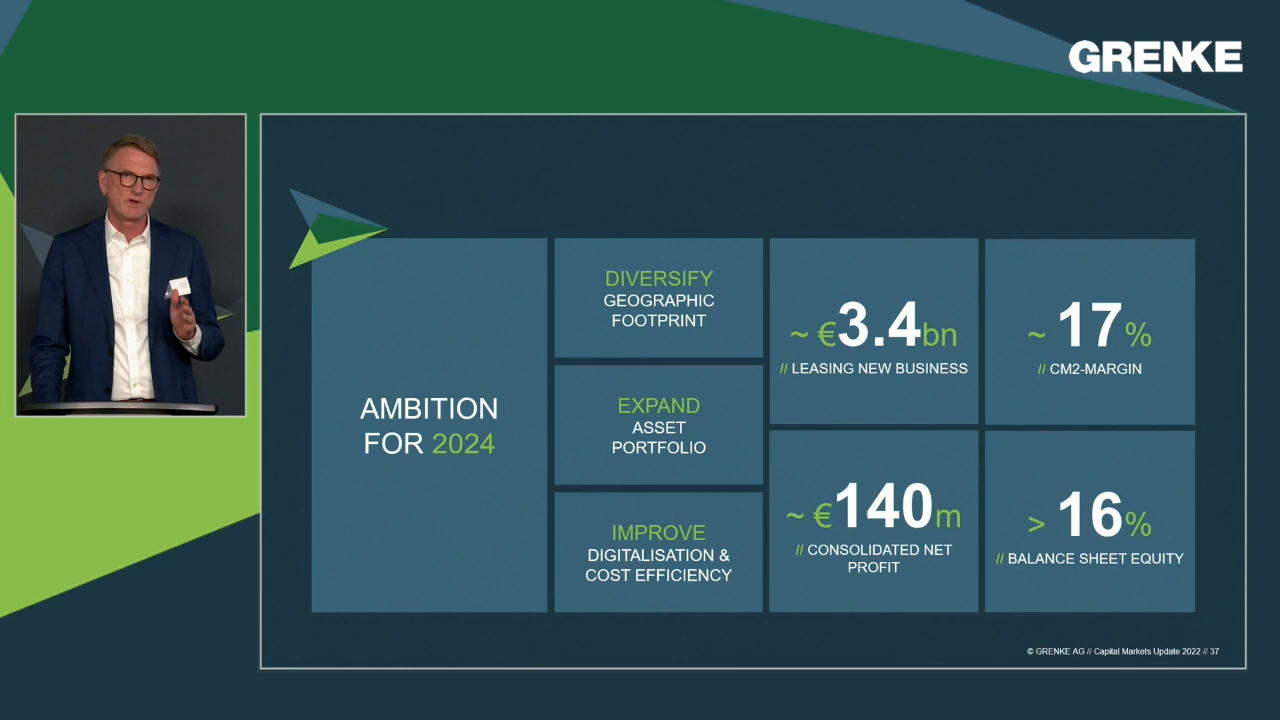 GRENKE
AMBITION
FOR 2024
DIVERSIFY
GEOGRAPHIC
FOOTPRINT
EXPAND
ASSET
PORTFOLIO
IMPROVE
DIGITALISATION &
COST EFFICIENCY
~ €3.4bn
// LEASING NEW BUSINESS
~ 17%
// CM2-MARGIN
~ €140m
// CONSOLIDATED NET
PROFIT
> 16%
// BALANCE SHEET EQUITY
© GRENKE AG // Capital Markets Update 2022 // 37